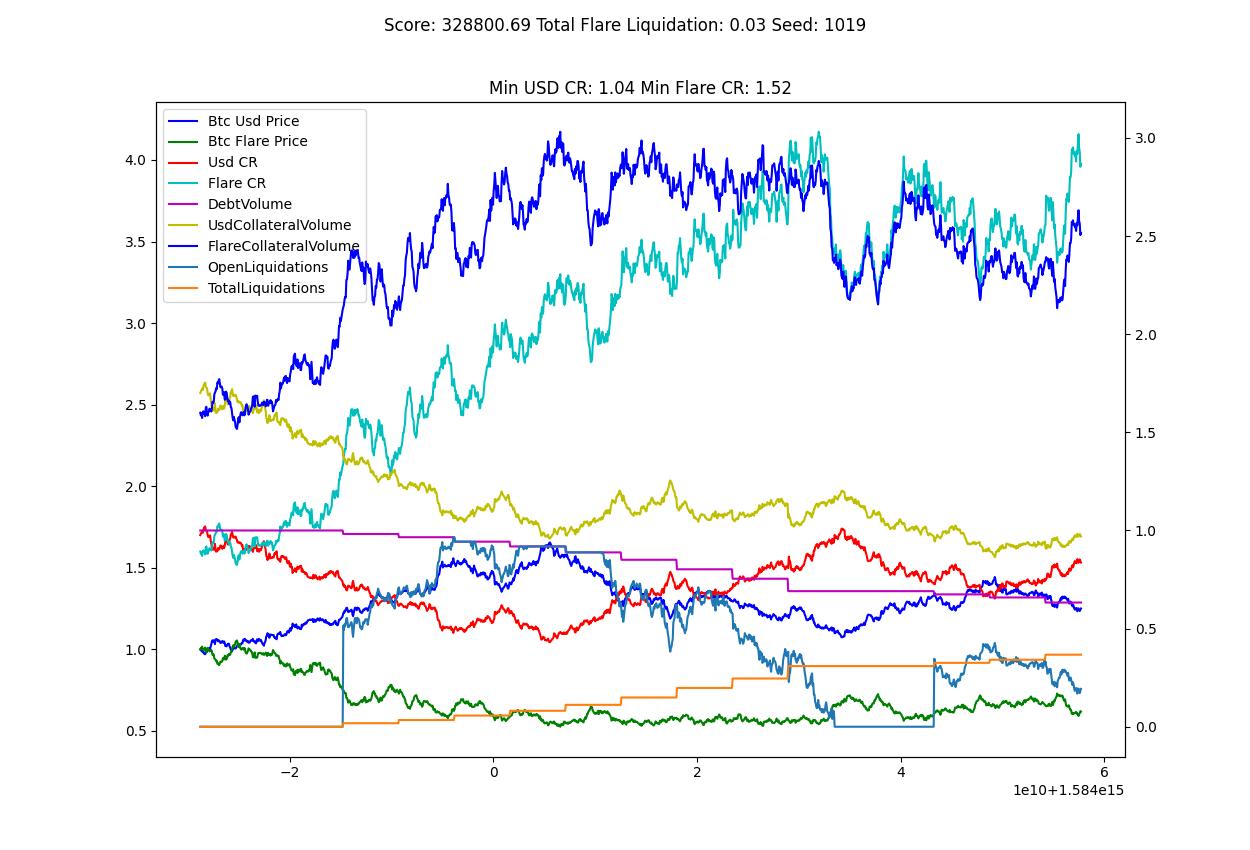 Score: 328800.69 Total Flare Liquidation: 0.03 Seed: 1019
Min USD CR: 1.04 Min Flare CR: 1.52
Btc Usd Price
Btc Flare Price
Usd CR
Flare CR
DebtVolume
UsdCollateralVolume
FlareCollateralVolume
OpenLiquidations
TotalLiquidations
4.0
3.5
3.0
2.5
2.0
1.5
1.0
0.5
3.0
2.5
2.0
1.5
1.0
0.5
0.0
−2 0 2 4 6
1e10+1.584e15